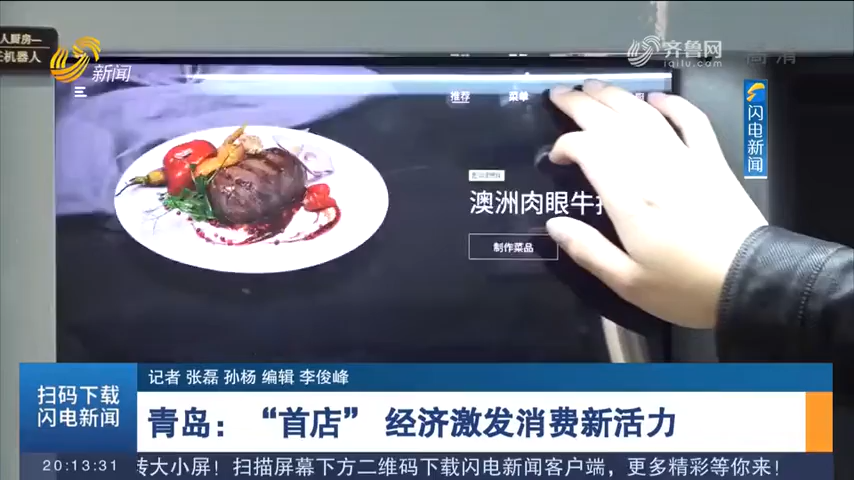 人厨房—
机器人
新闻
齐鲁网
iqilu.com
高清
闪电新闻
推荐
菜单
澳洲肉眼牛
制作菜品
扫码下载
闪电新闻
记者 张磊 孙杨 编辑 李俊峰
青岛：“首店” 经济激发消费新活力
20:13:31
大小屏！扫描屏幕下方二维码下载闪电新闻客户端，更多精彩等你来！